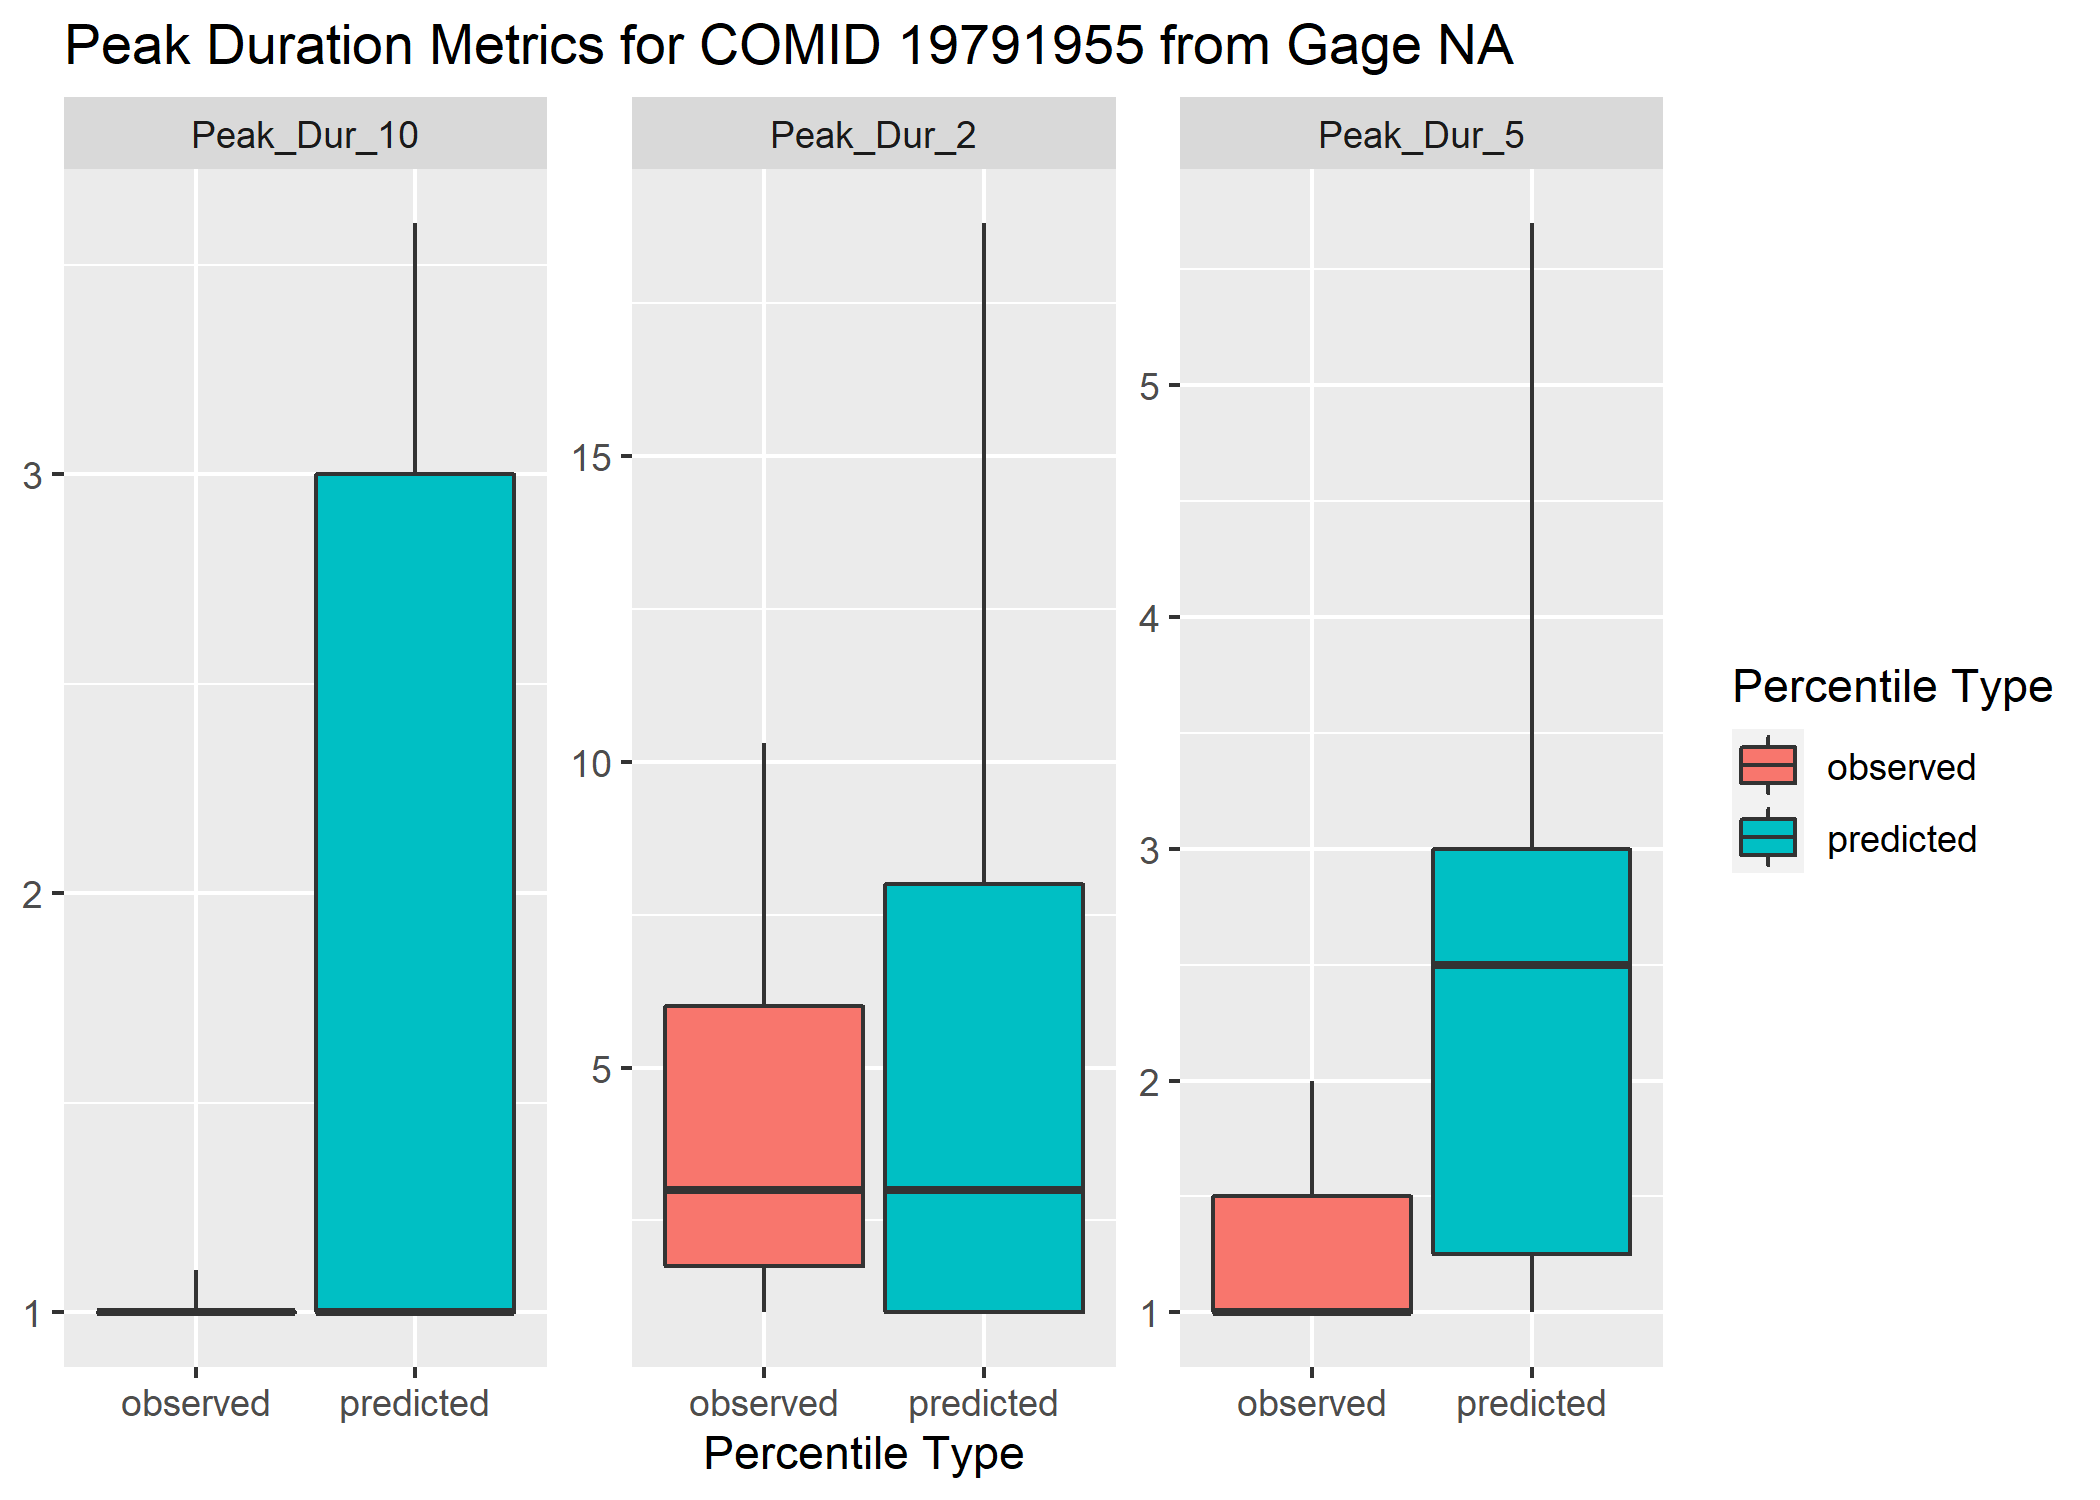 Peak Duration Metrics for COMID 19791955 from Gage NA
Peak_Dur_10
Peak_Dur_2
Peak_Dur_5
3
2
1
15
10
5
5
4
3
2
1
observed
predicted
observed
predicted
observed
predicted
Percentile Type
Percentile Type
observed
predicted